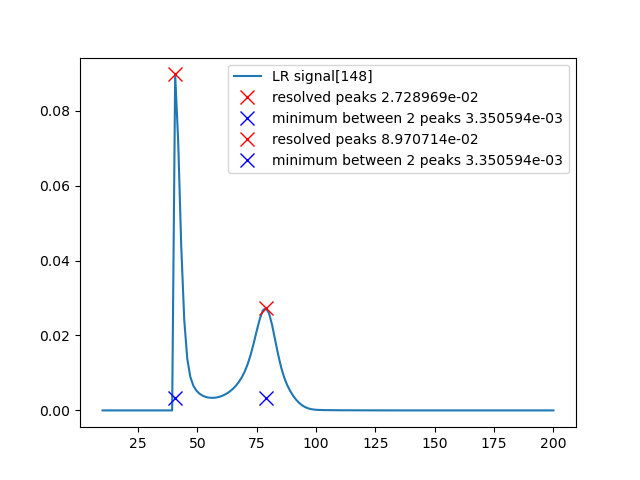 LR signal[148]
resolved peaks 2.728969e-02
minimum between 2 peaks 3.350594e-03
resolved peaks 8.970714e-02
minimum between 2 peaks 3.350594e-03
0.08
0.06
0.04
0.02
0.00
25 50 75 100 125 150 175 200